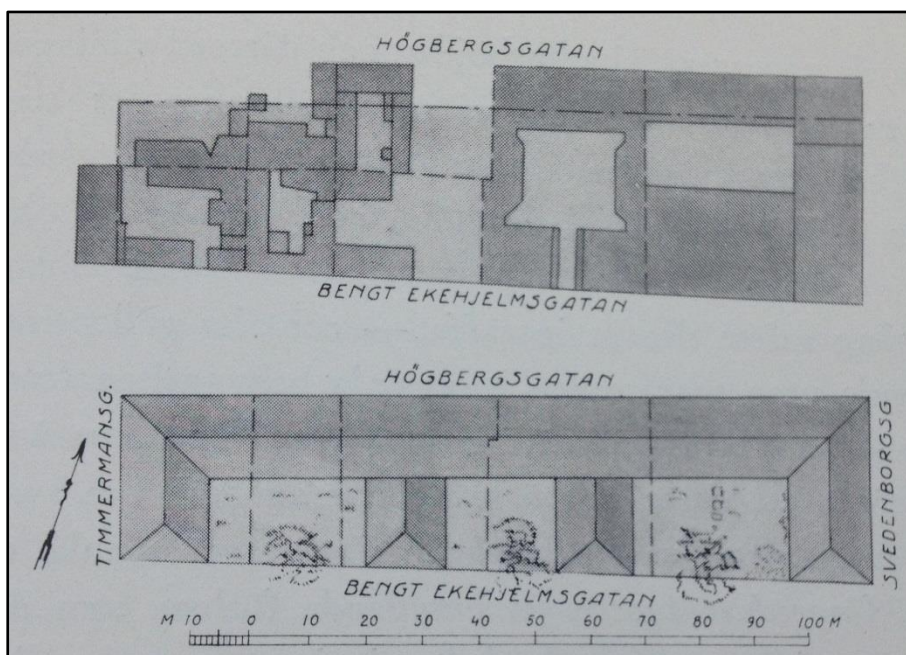 HÖGBERGSGATAN
BENGT EKEHJELMSGATAN
HÖGBERGSGATAN
TIMMERMANSG.
SVEDENBORGSG
BENGT EKEHJELMSGATAN
M 10 0 10 20 30 40 50 60 70 80 90 100 M